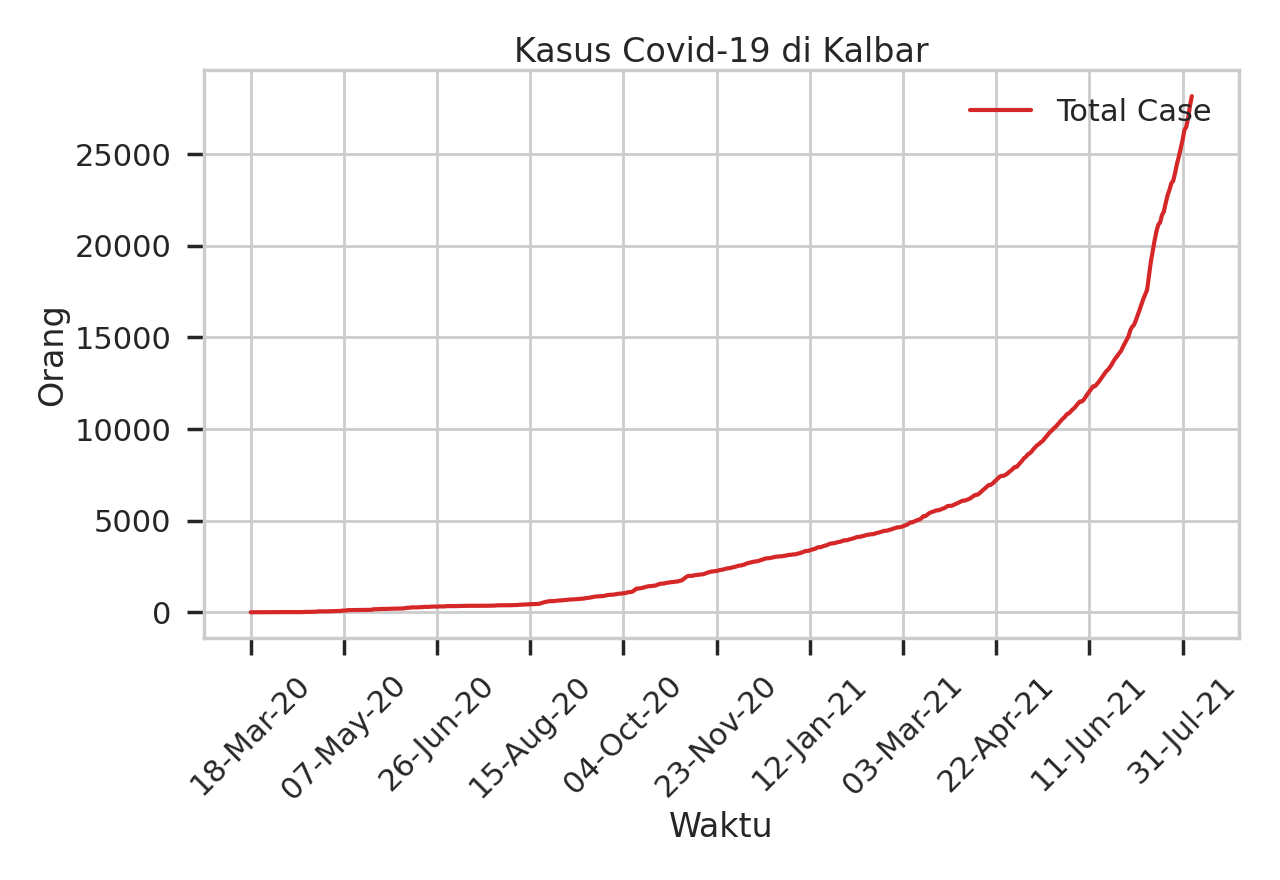 Kasus Covid-19 di Kalbar
Total Case
Orang
25000
20000
15000
10000
5000
0
18-Mar-20
07-May-20
26-Jun-20
15-Aug-20
04-Oct-20
23-Nov-20
12-Jan-21
03-Mar-21
22-Apr-21
11-Jun-21
31-Jul-21
Waktu